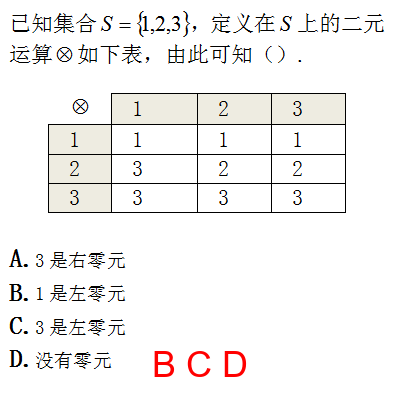 已知集合 S = {1,2,3}，定义在 S 上的二元
运算⊗如下表，由此可知（）.
⊗ 1 2 3
1 1 1 1
2 3 2 2
3 3 3 3
A. 3 是右零元
B. 1 是左零元
C. 3 是左零元
D. 没有零元 B C D